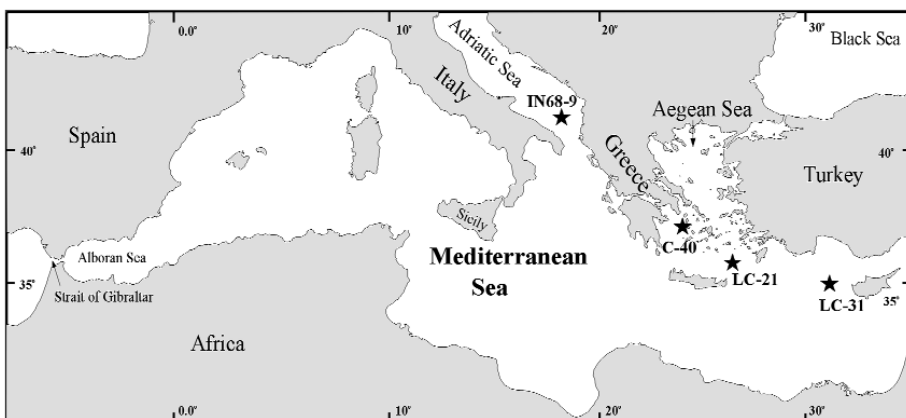 0.0°
10°
20°
30°
Black Sea
Adriatic Sea
Italy
IN68-9
Aegean Sea
Spain
40°
40°
Greece
Turkey
Sicily
Alboran Sea
C-40
Mediterranean
Sea
LC-21
35°
Strait of Gibraltar
LC-31
35°
Africa
0.0°
10°
20°
30°